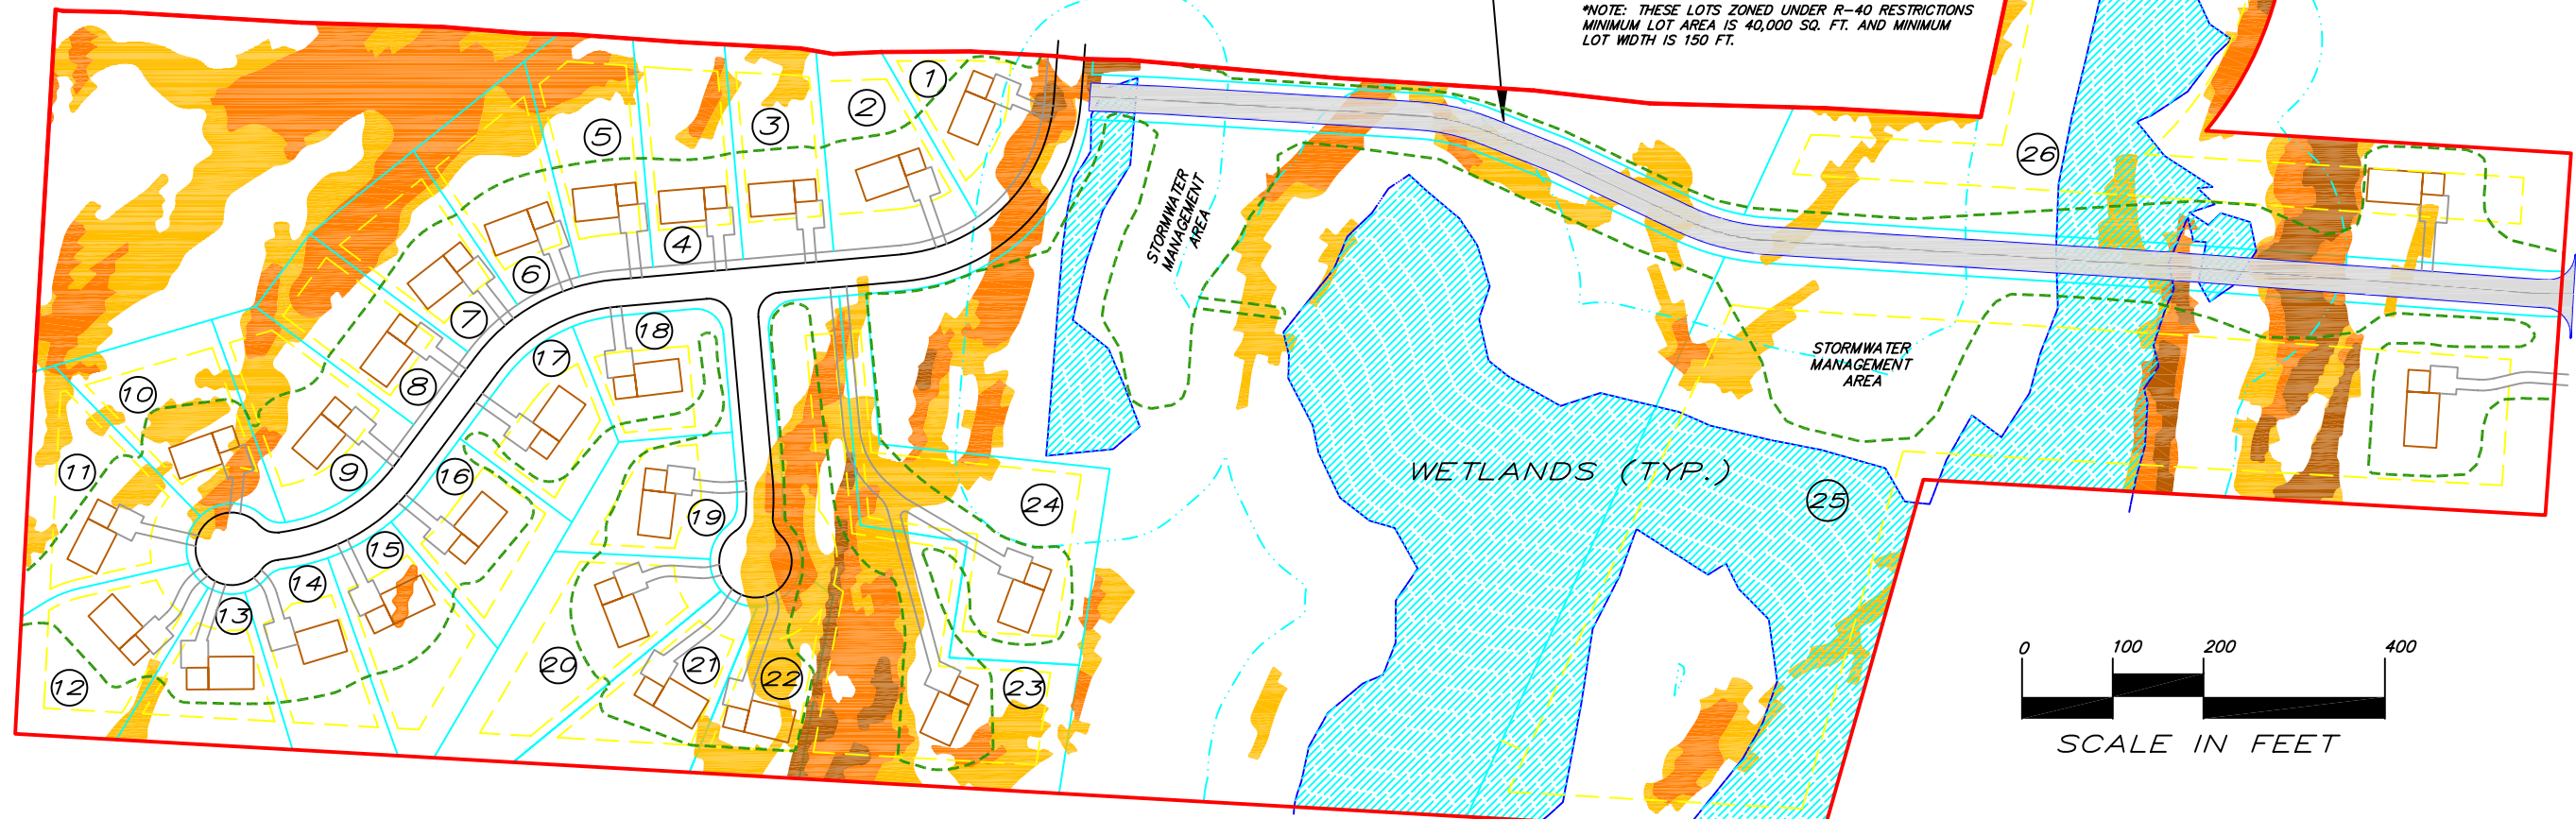 *NOTE: THESE LOTS ZONED UNDER R-40 RESTRICTIONS
MINIMUM LOT AREA IS 40,000 SQ. FT. AND MINIMUM
LOT WIDTH IS 150 FT.
1
2
3
5
4
6
7
8
9
10
11
12
13
14
15
16
17
18
19
20
21
22
23
24
25
26
STORMWATER
MANAGEMENT
AREA
STORMWATER
MANAGEMENT
AREA
WETLANDS (TYP.)
0 100 200 400
SCALE IN FEET